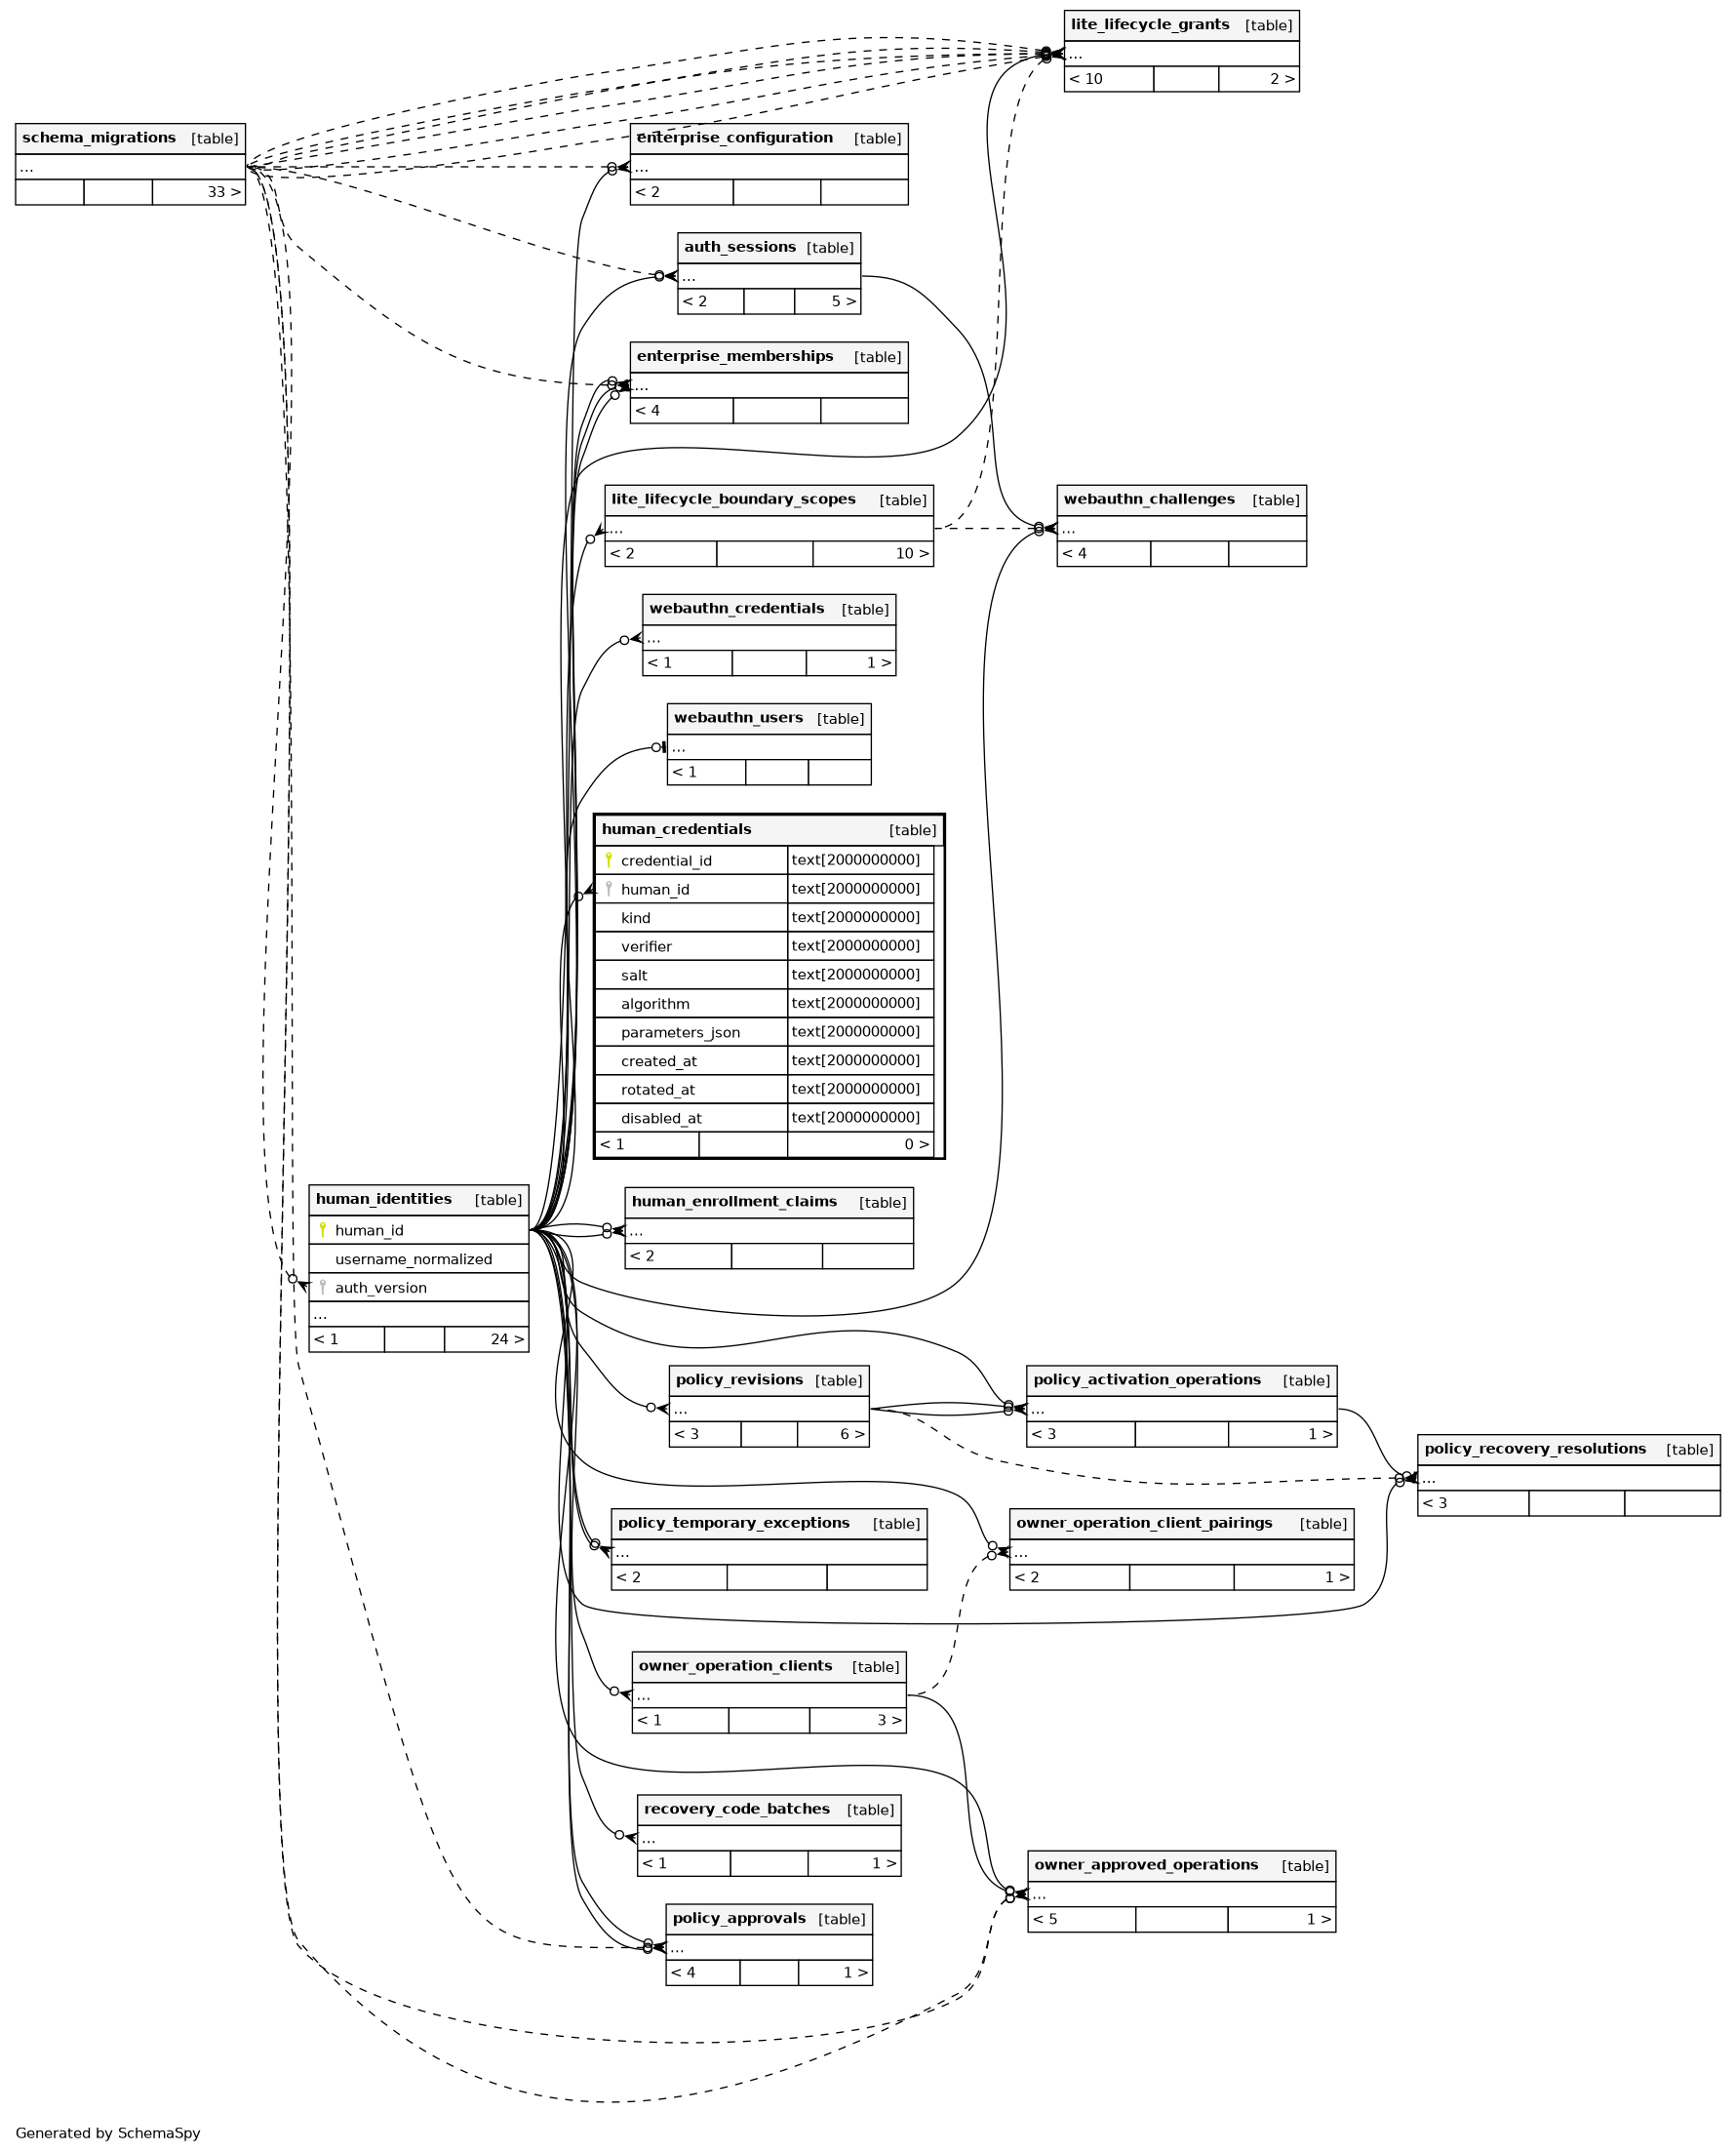 lite_lifecycle_grants [table]
...
< 10 2 >
schema_migrations [table]
...
33 >
enterprise_configuration [table]
...
< 2
auth_sessions [table]
...
< 2 5 >
enterprise_memberships [table]
...
< 4
lite_lifecycle_boundary_scopes [table]
...
< 2 10 >
webauthn_challenges [table]
...
< 4
webauthn_credentials [table]
...
< 1 1 >
webauthn_users [table]
...
< 1
human_credentials [table]
credential_id text[2000000000]
human_id text[2000000000]
kind text[2000000000]
verifier text[2000000000]
salt text[2000000000]
algorithm text[2000000000]
parameters_json text[2000000000]
created_at text[2000000000]
rotated_at text[2000000000]
disabled_at text[2000000000]
< 1 0 >
human_identities [table]
human_id
username_normalized
auth_version
...
< 1 24 >
human_enrollment_claims [table]
...
< 2
policy_revisions [table]
...
< 3 6 >
policy_activation_operations [table]
...
< 3 1 >
policy_recovery_resolutions [table]
...
< 3
policy_temporary_exceptions [table]
...
< 2
owner_operation_client_pairings [table]
...
< 2 1 >
owner_operation_clients [table]
...
< 1 3 >
recovery_code_batches [table]
...
< 1 1 >
owner_approved_operations [table]
...
< 5 1 >
policy_approvals [table]
...
< 4 1 >
Generated by SchemaSpy